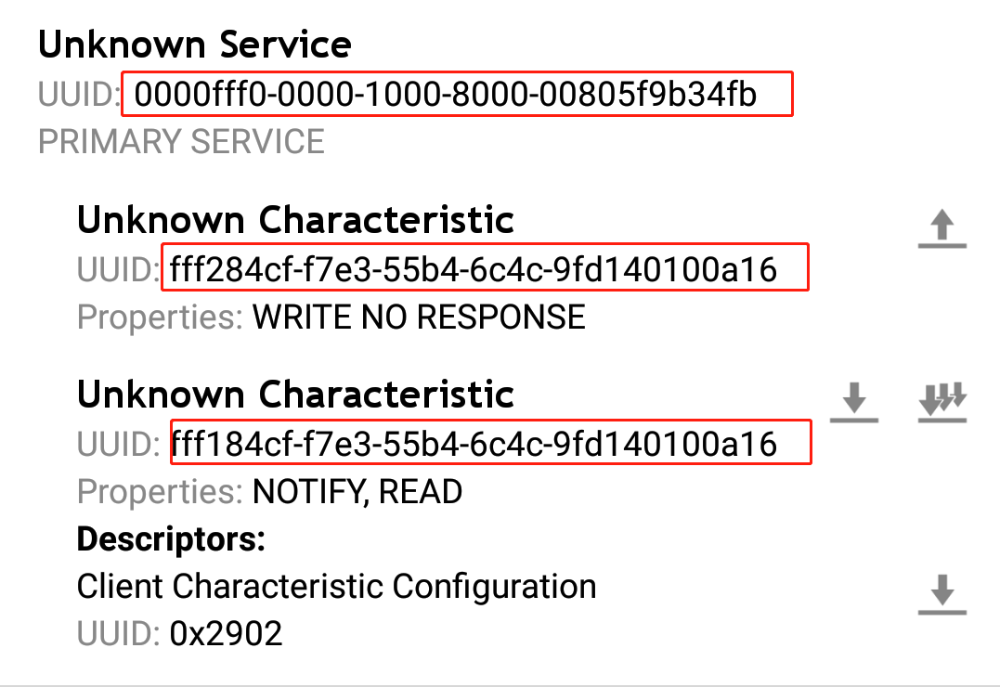 Unknown Service
UUID: 0000fff0-0000-1000-8000-00805f9b34fb
PRIMARY SERVICE
Unknown Characteristic
UUID: fff284cf-f7e3-55b4-6c4c-9fd140100a16
Properties: WRITE NO RESPONSE
Unknown Characteristic
UUID: fff184cf-f7e3-55b4-6c4c-9fd140100a16
Properties: NOTIFY, READ
Descriptors:
Client Characteristic Configuration
UUID: 0x2902